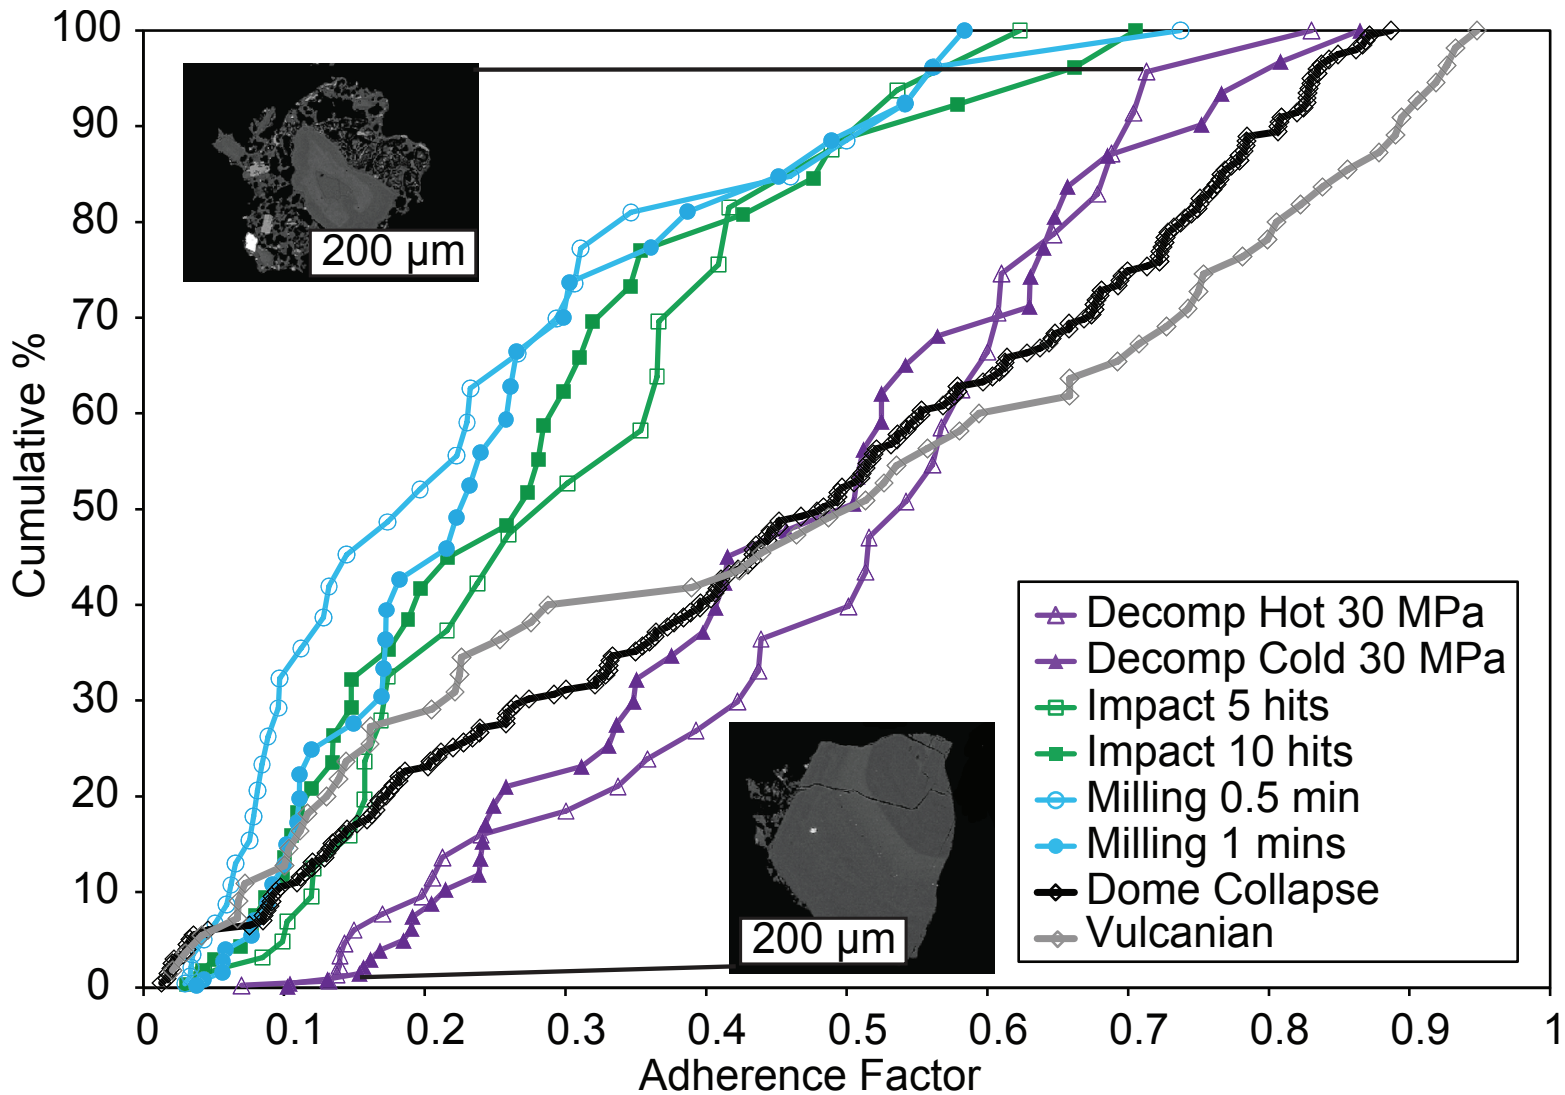 100
90
80
70
60
50
40
30
20
10
0
Cumulative %
200 µm
200 µm
Decomp Hot 30 MPa
Decomp Cold 30 MPa
Impact 5 hits
Impact 10 hits
Milling 0.5 min
Milling 1 mins
Dome Collapse
Vulcanian
0 0.1 0.2 0.3 0.4 0.5 0.6 0.7 0.8 0.9 1
Adherence Factor